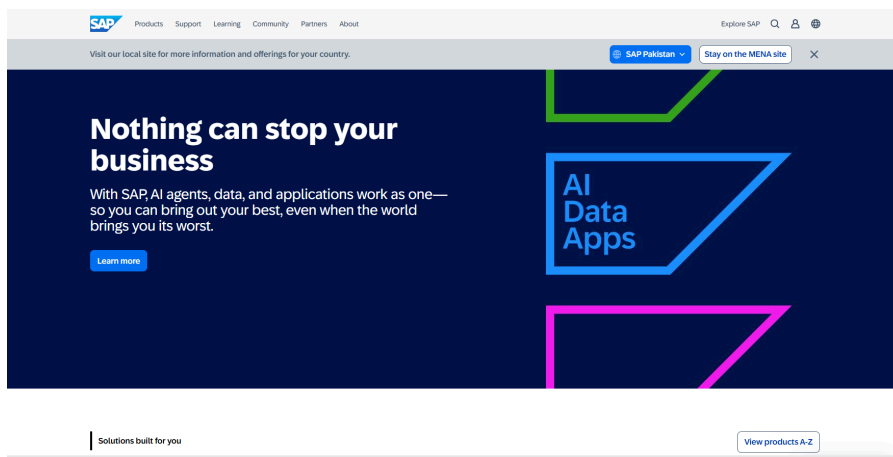 SAP Products Support Learning Community Partners About Explore SAP
Visit our local site for more information and offerings for your country. SAP Pakistan Stay on the MENA site
Nothing can stop your
business
With SAP, AI agents, data, and applications work as one—
so you can bring out your best, even when the world
brings you its worst.
Learn more
AI
Data
Apps
Solutions built for you View products A-Z